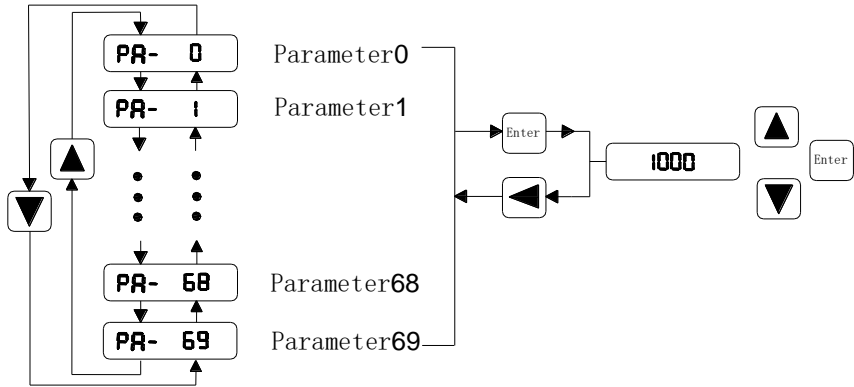 PA- 0 Parameter0
PA- 1 Parameter1
Enter
1000
Enter
PA- 68 Parameter68
PA- 69 Parameter69